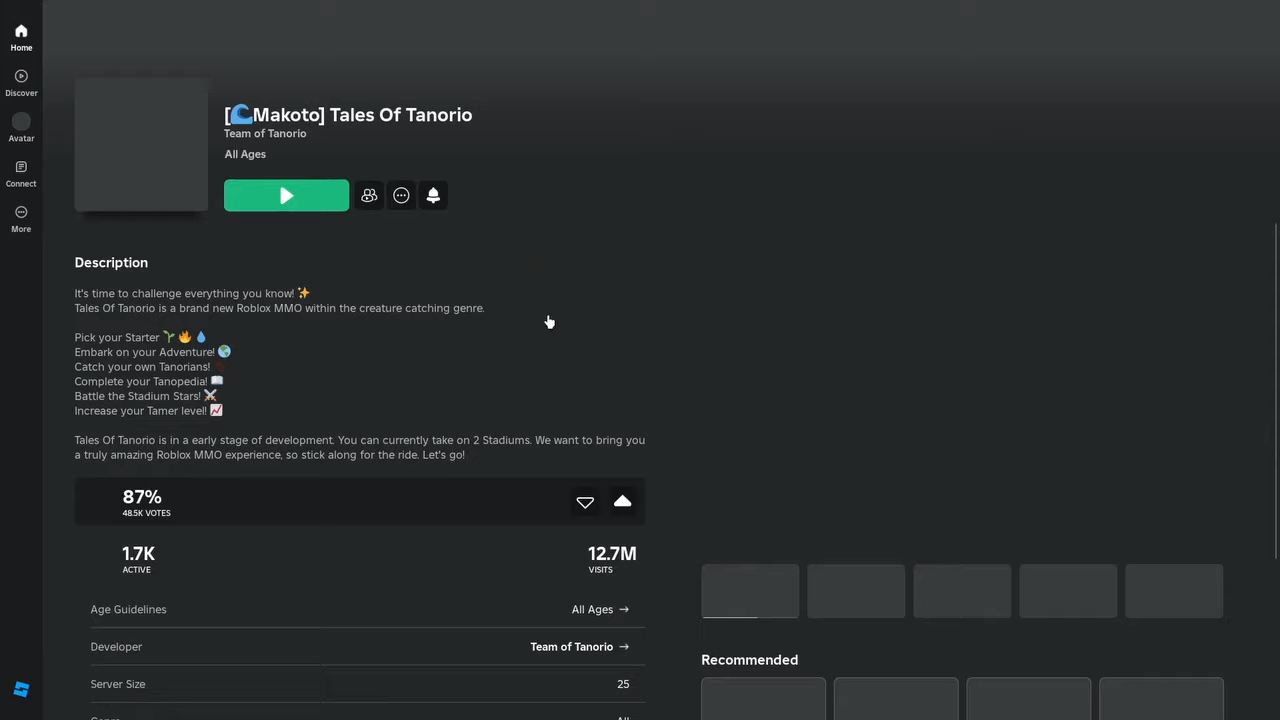 Home
Discover
Avatar
Connect
More
[🌊Makoto] Tales Of Tanorio
Team of Tanorio
All Ages
Description
It's time to challenge everything you know! ✨
Tales Of Tanorio is a brand new Roblox MMO within the creature catching genre.
Pick your Starter 🌱 🔥 💧
Embark on your Adventure! 🌎
Catch your own Tanorians!
Complete your Tanopedia! 📖
Battle the Stadium Stars! ⚔️
Increase your Tamer level! 📈
Tales Of Tanorio is in a early stage of development. You can currently take on 2 Stadiums. We want to bring you
a truly amazing Roblox MMO experience, so stick along for the ride. Let's go!
87%
48.5K VOTES
1.7K
ACTIVE
12.7M
VISITS
Age Guidelines
All Ages →
Developer
Team of Tanorio →
Server Size
25
Recommended